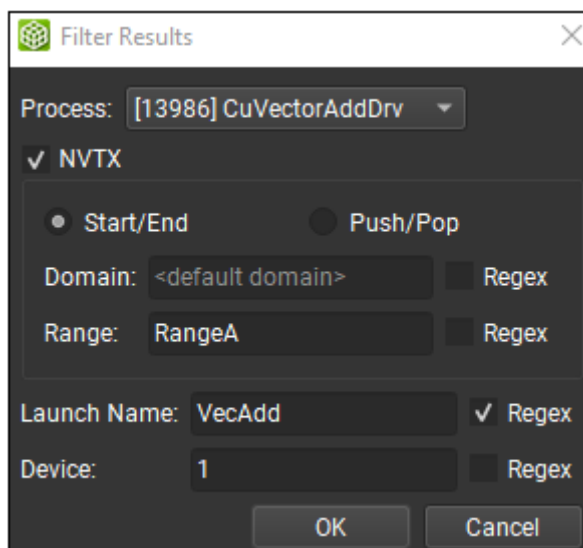 Filter Results
Process: [13986] CuVectorAddDrv
NVTX
Start/End Push/Pop
Domain: <default domain> Regex
Range: RangeA Regex
Launch Name: VecAdd Regex
Device: 1 Regex
OK Cancel